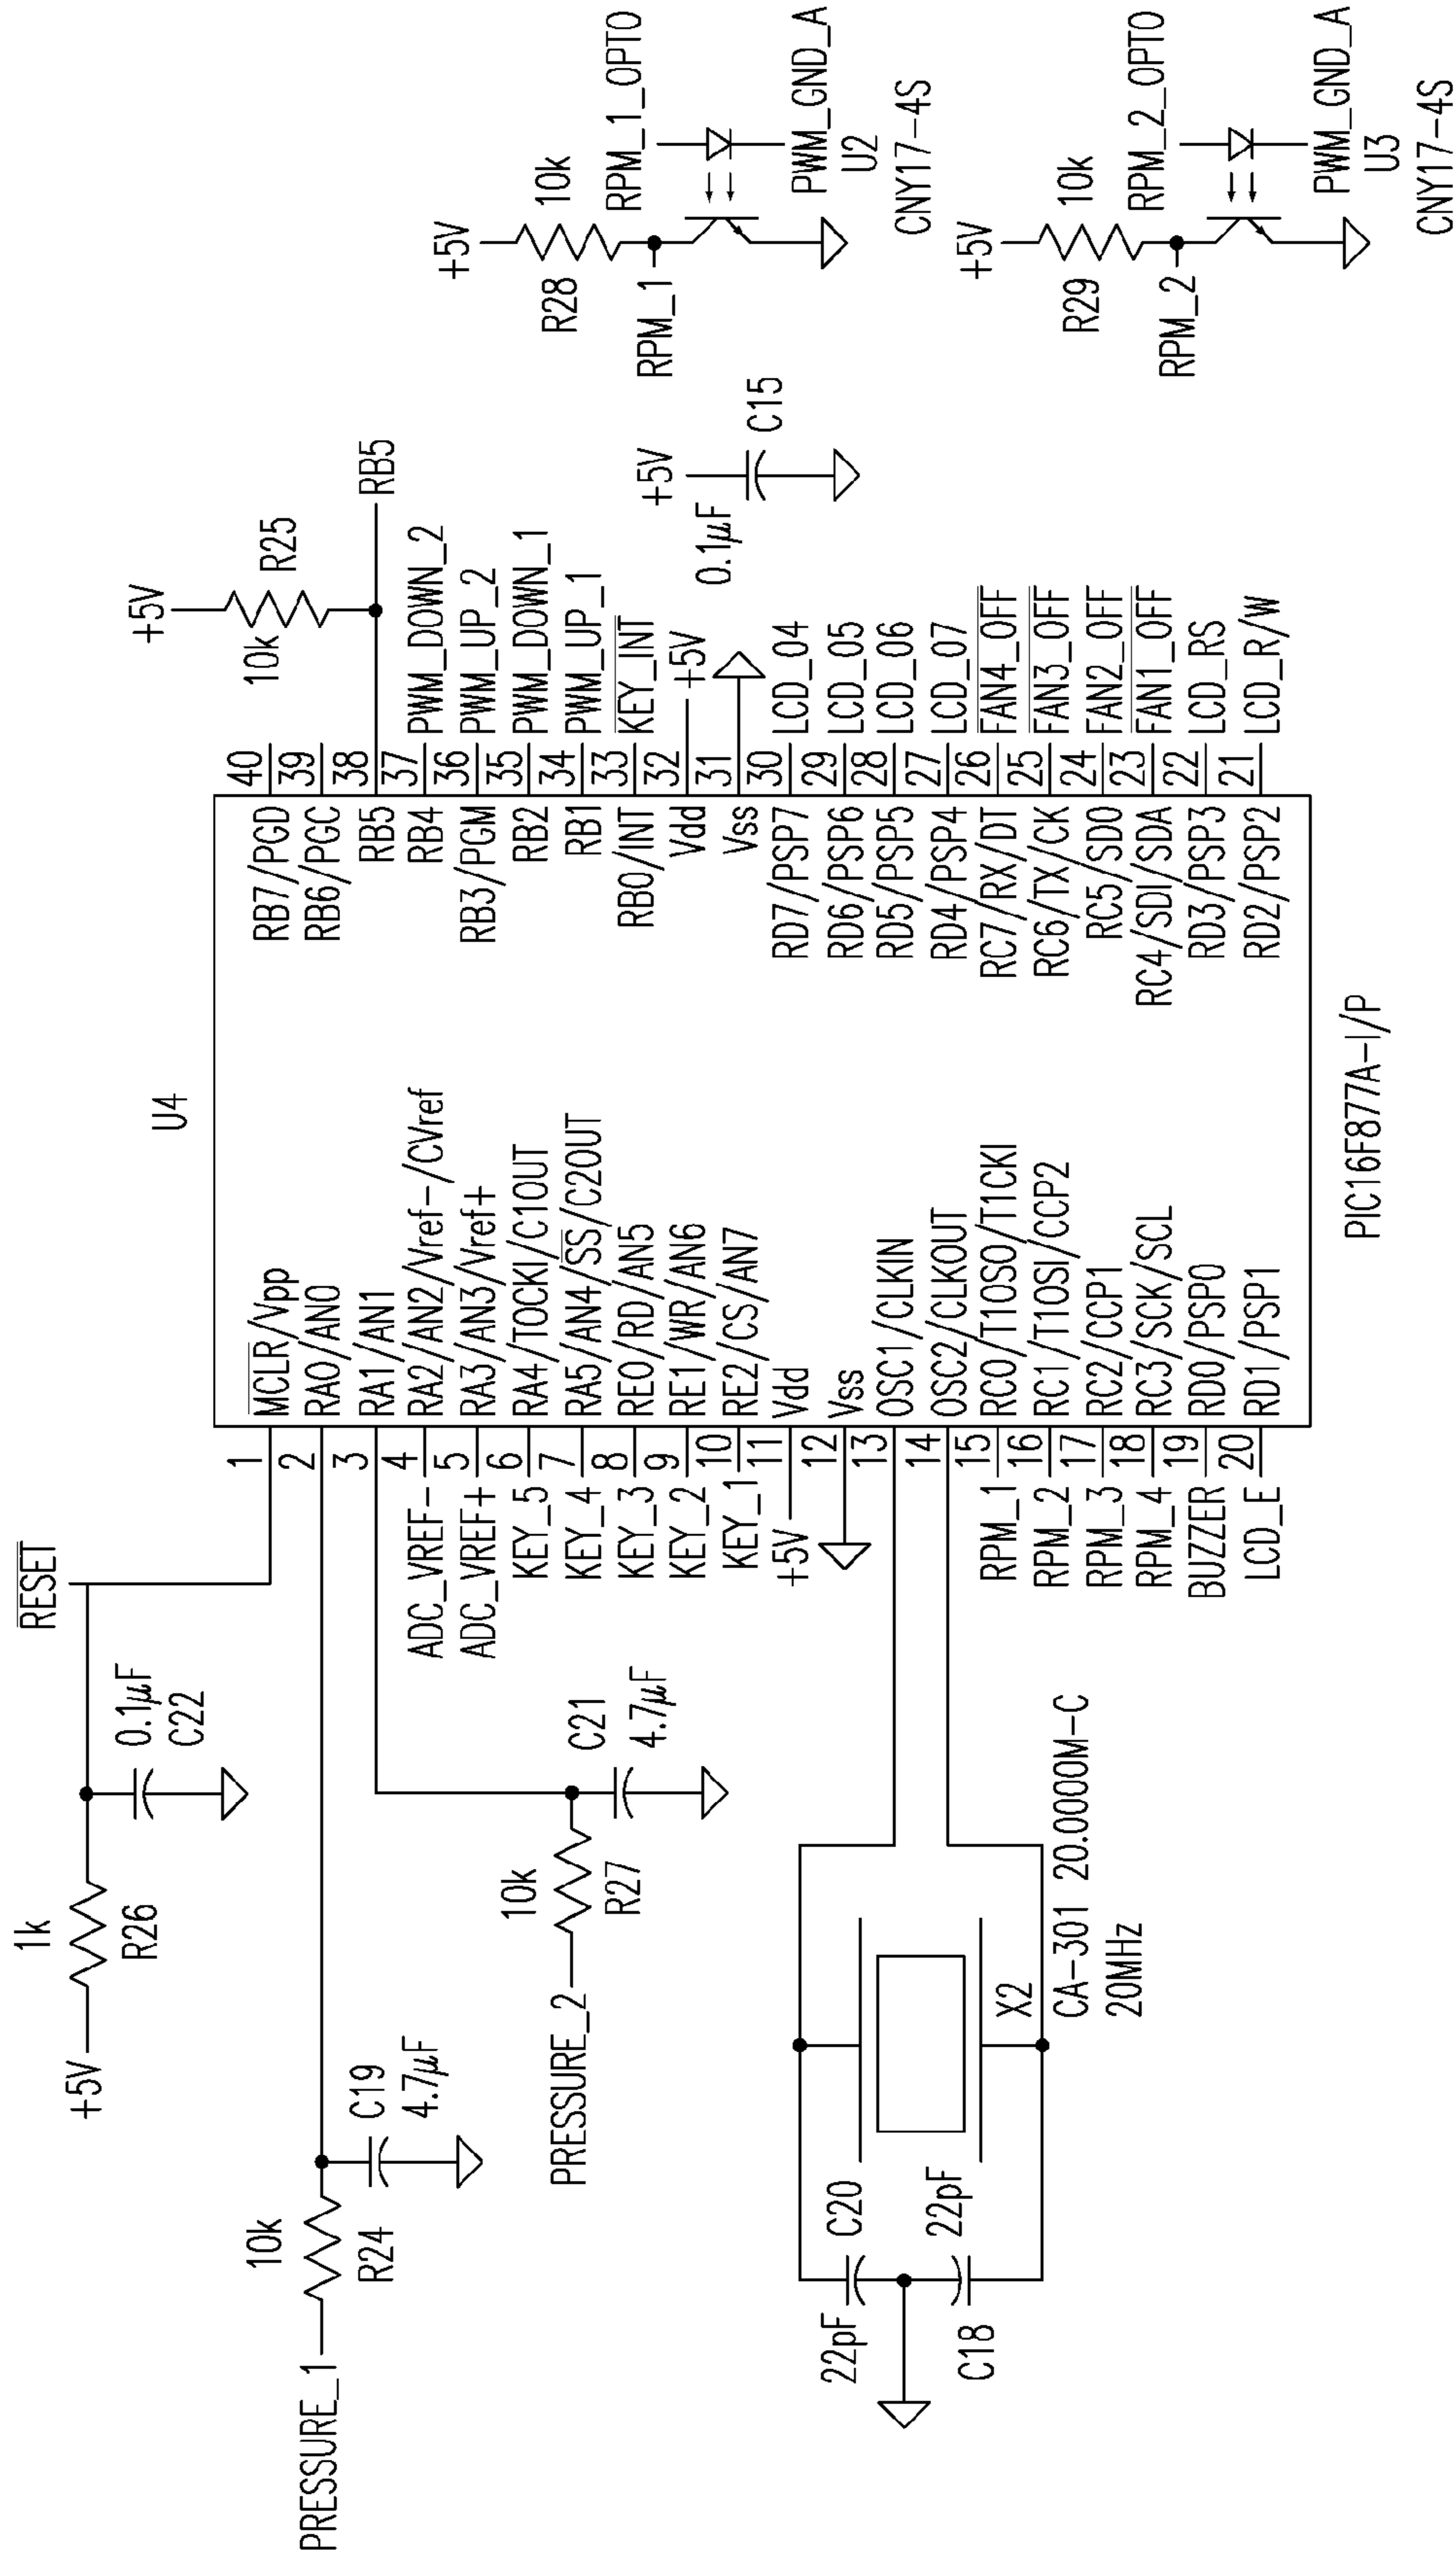 RESET
+5V
1k
R26
0.1µF
C22
PRESSURE_1
10k
R24
C19
4.7µF
PRESSURE_2
10k
R27
C21
4.7µF
22pF
C20
22pF
C18
X2
CA-301 20.0000M-C
20MHz
U4
1 MCLR/Vpp
2 RA0/AN0
3 RA1/AN1
ADC_VREF- 4 RA2/AN2/Vref-/CVref
ADC_VREF+ 5 RA3/AN3/Vref+
KEY_5 6 RA4/TOCKI/C1OUT
KEY_4 7 RA5/AN4/SS/C2OUT
KEY_3 8 RE0/RD/AN5
KEY_2 9 RE1/WR/AN6
KEY_1 10 RE2/CS/AN7
+5V 11 Vdd
12 Vss
13 OSC1/CLKIN
14 OSC2/CLKOUT
RPM_1 15 RC0/T1OSO/T1CKI
RPM_2 16 RC1/T1OSI/CCP2
RPM_3 17 RC2/CCP1
RPM_4 18 RC3/SCK/SCL
BUZZER 19 RD0/PSP0
LCD_E 20 RD1/PSP1
RB7/PGD 40
RB6/PGC 39
RB5 38 RB5
RB4 37 PWM_DOWN_2
RB3/PGM 36 PWM_UP_2
RB2 35 PWM_DOWN_1
RB1 34 PWM_UP_1
RB0/INT 33 KEY_INT
Vdd 32 +5V
Vss 31
RD7/PSP7 30 LCD_04
RD6/PSP6 29 LCD_05
RD5/PSP5 28 LCD_06
RD4/PSP4 27 LCD_07
RC7/RX/DT 26 FAN4_OFF
RC6/TX/CK 25 FAN3_OFF
RC5/SDO 24 FAN2_OFF
RC4/SDI/SDA 23 FAN1_OFF
RD3/PSP3 22 LCD_RS
RD2/PSP2 21 LCD_R/W
PIC16F877A-I/P
+5V
10k
R25
+5V
0.1µF
C15
+5V
R28
10k
RPM_1
RPM_1_OPTO
PWM_GND_A
U2
CNY17-4S
+5V
R29
10k
RPM_2
RPM_2_OPTO
PWM_GND_A
U3
CNY17-4S